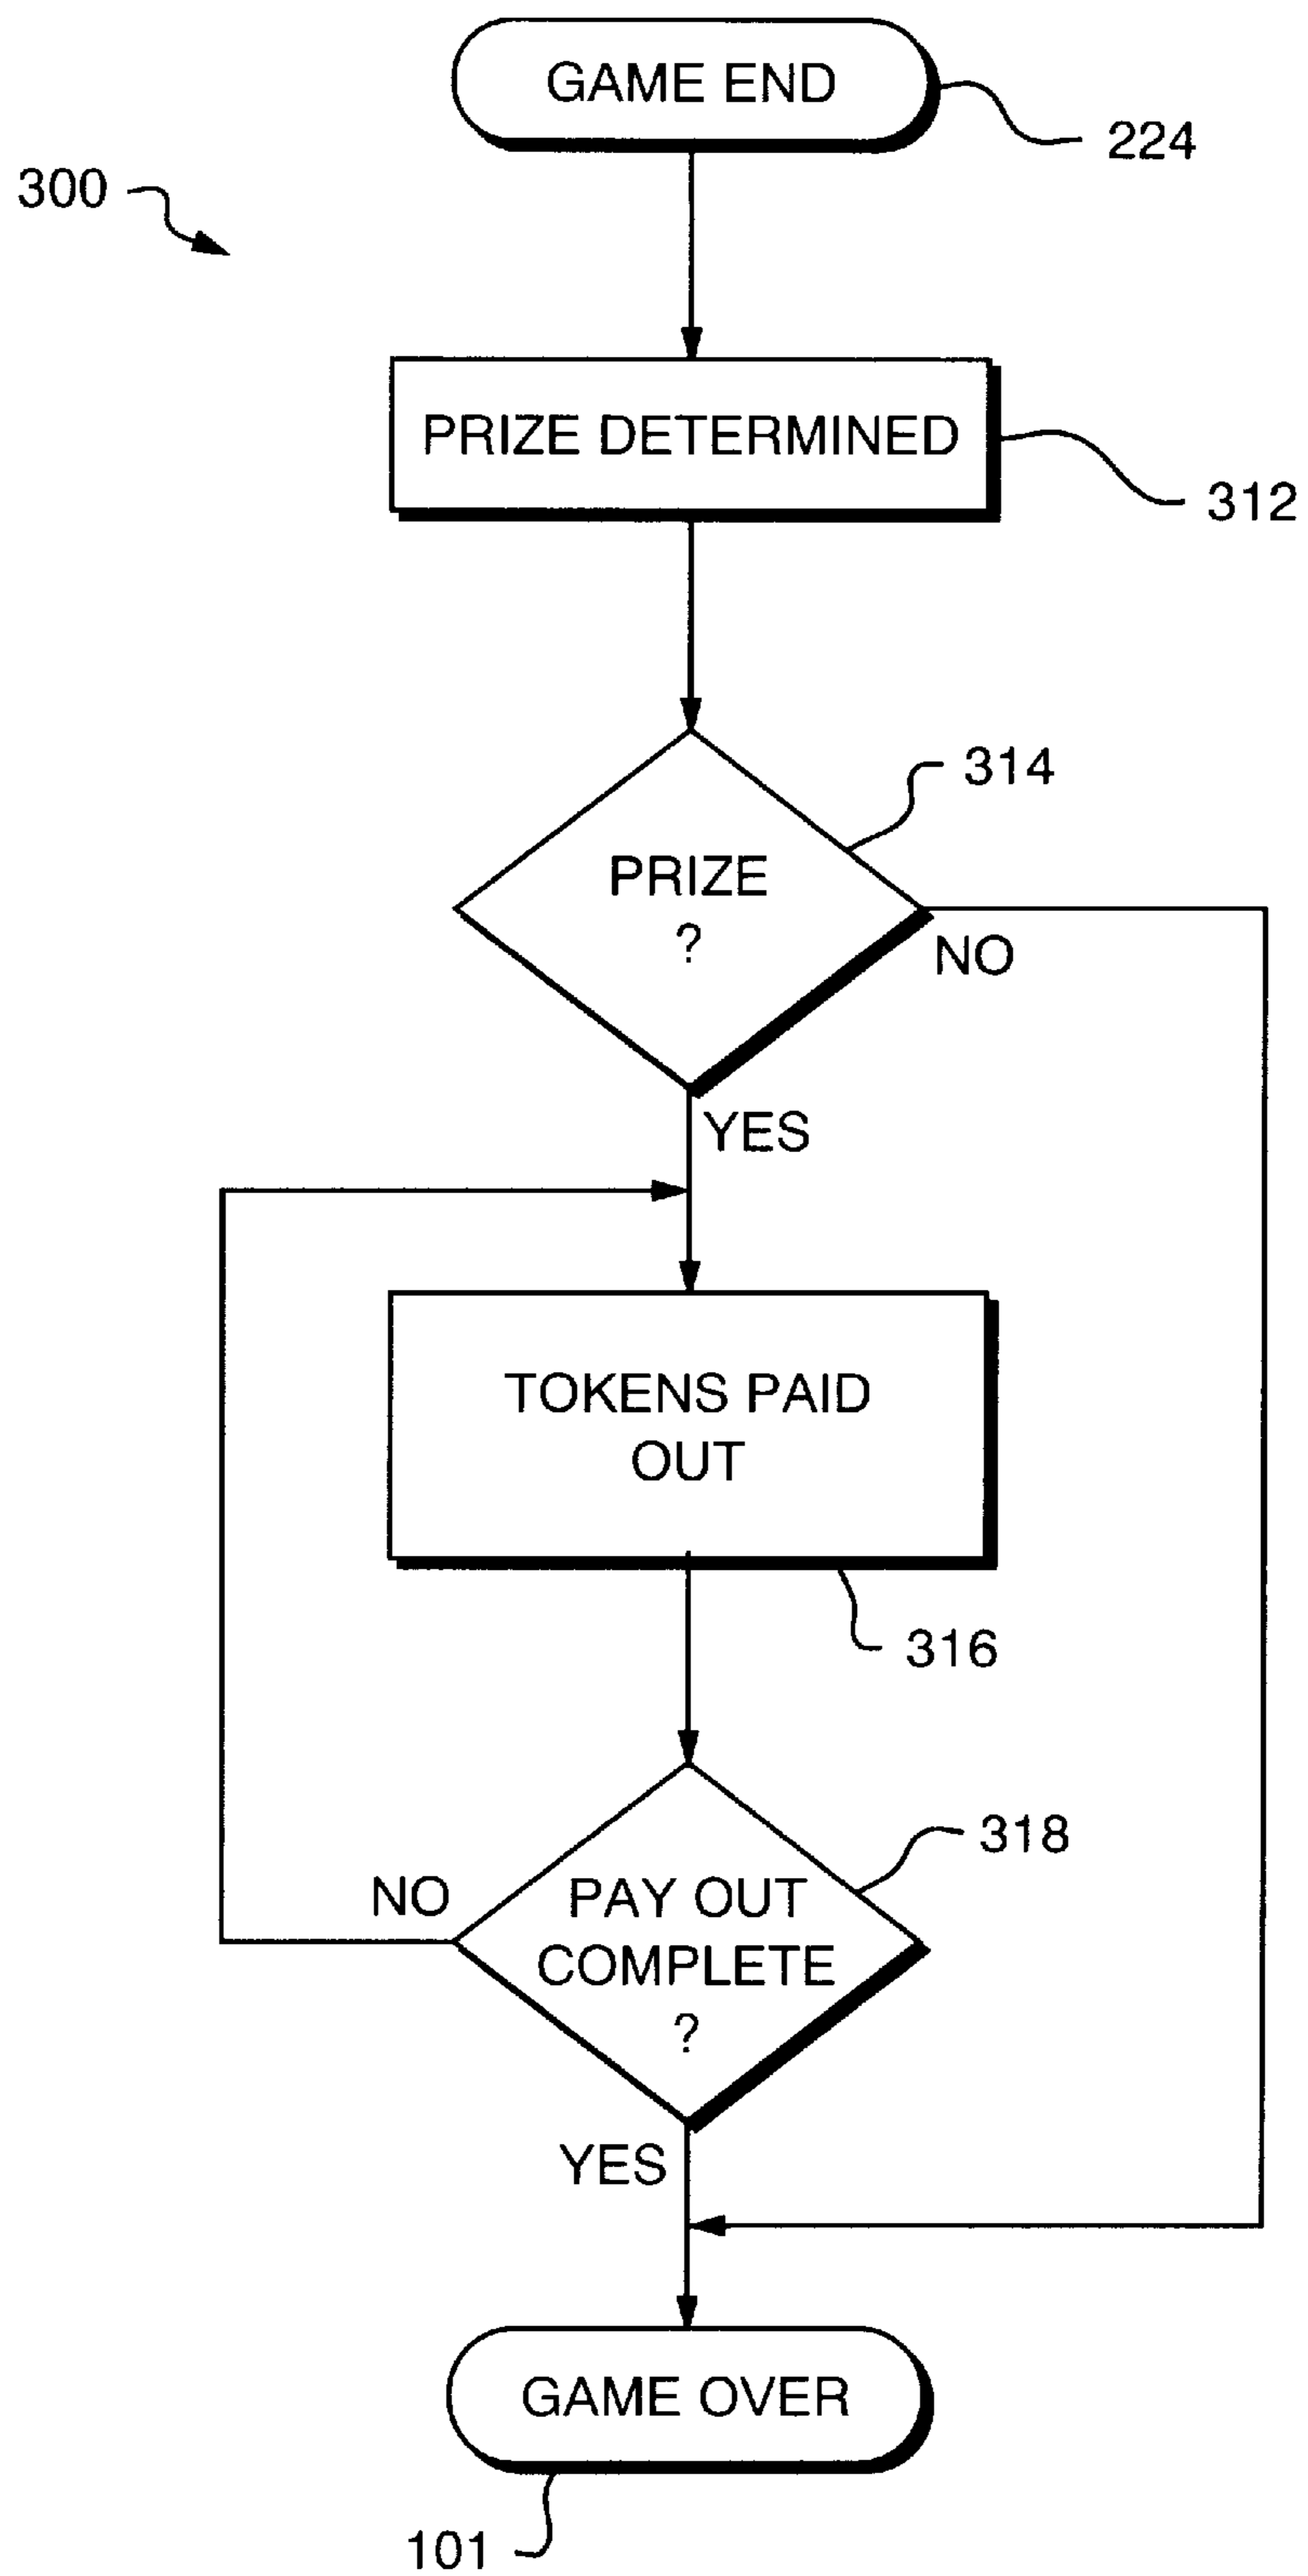 GAME END
224
300
PRIZE DETERMINED
312
314
PRIZE
?
NO
YES
TOKENS PAID
OUT
316
318
NO
PAY OUT
COMPLETE
?
YES
GAME OVER
101